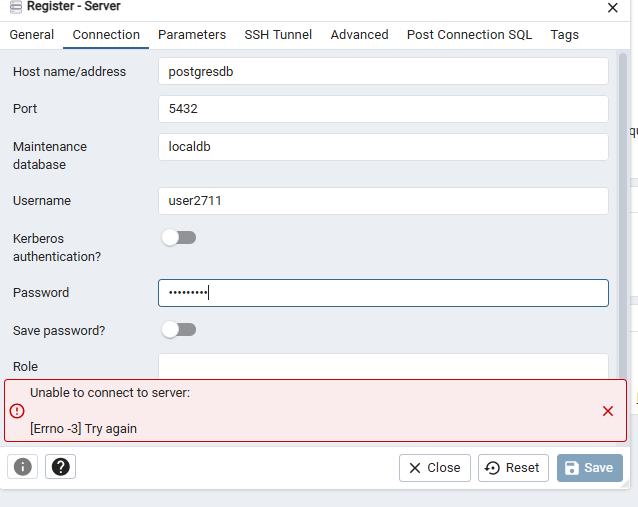 Register - Server
General Connection Parameters SSH Tunnel Advanced Post Connection SQL Tags
Host name/address postgresdb
Port 5432
Maintenance database localdb
Username user2711
Kerberos authentication?
Password •••••••••
Save password?
Role
Unable to connect to server:
[Errno -3] Try again
Close Reset Save